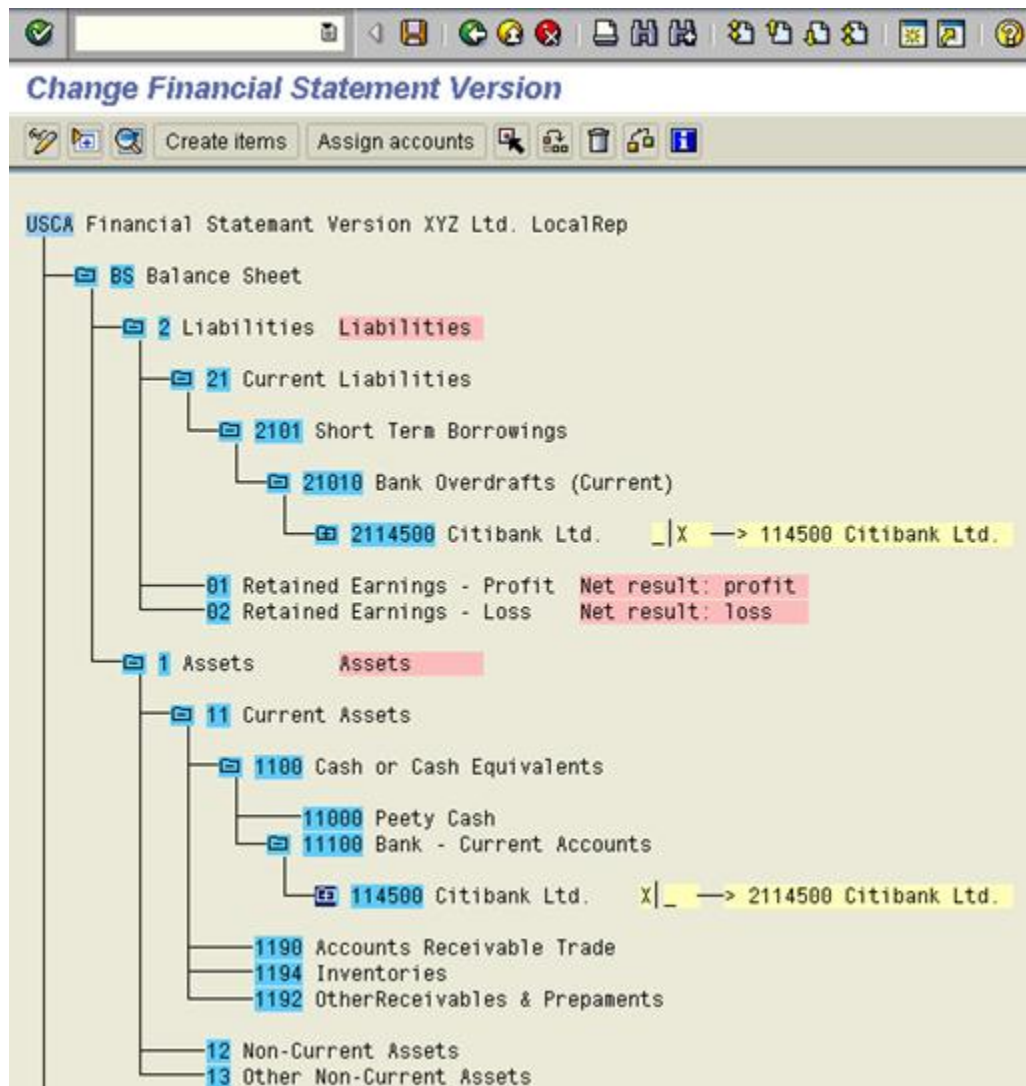 Change Financial Statement Version
Create items Assign accounts
USCA Financial Statemant Version XYZ Ltd. LocalRep
BS Balance Sheet
2 Liabilities Liabilities
21 Current Liabilities
2101 Short Term Borrowings
21010 Bank Overdrafts (Current)
2114500 Citibank Ltd. _|X —> 114500 Citibank Ltd.
01 Retained Earnings - Profit Net result: profit
02 Retained Earnings - Loss Net result: loss
1 Assets Assets
11 Current Assets
1100 Cash or Cash Equivalents
11000 Peety Cash
11100 Bank - Current Accounts
114500 Citibank Ltd. X|_ —> 2114500 Citibank Ltd.
1190 Accounts Receivable Trade
1194 Inventories
1192 OtherReceivables & Prepaments
12 Non-Current Assets
13 Other Non-Current Assets